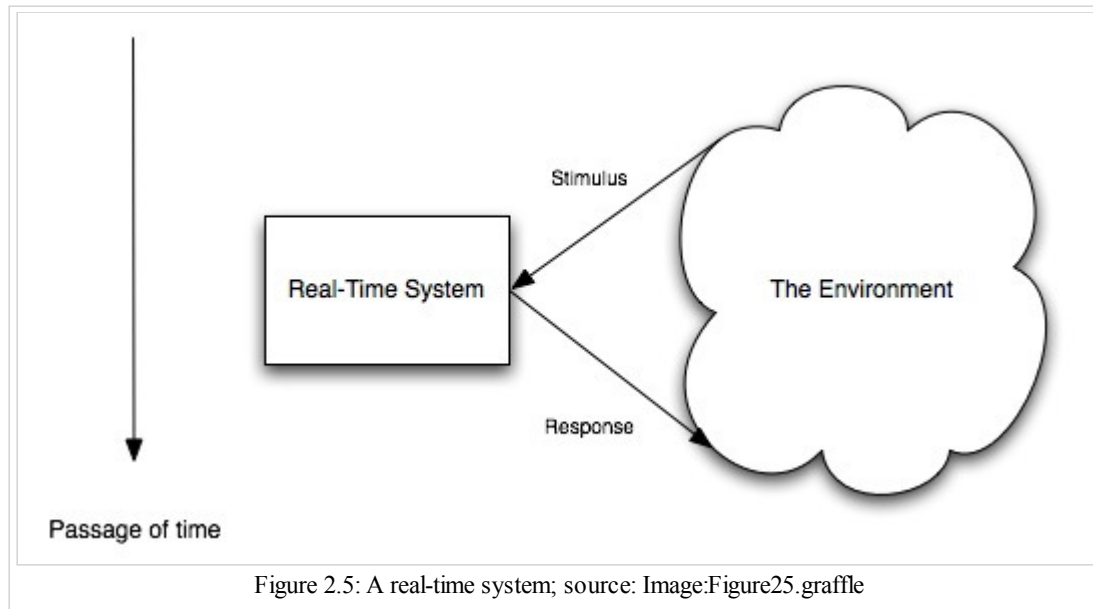 Stimulus
Real-Time System
The Environment
Response
Passage of time
Figure 2.5: A real-time system; source: Image:Figure25.graffle